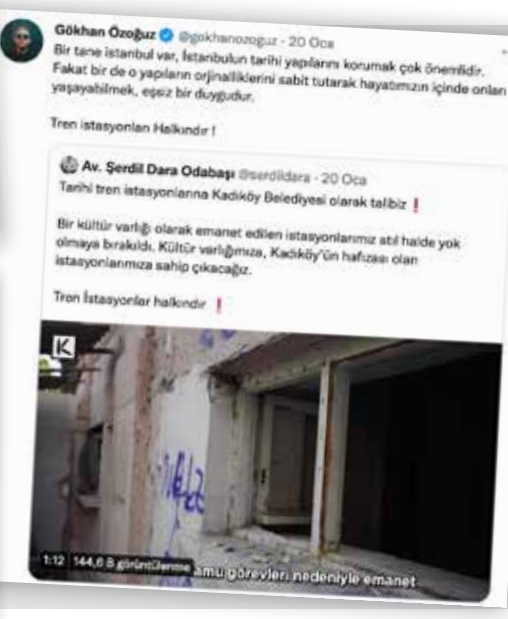 Gökhan Özoğuz @gokhanozoguz · 20 Oca
Bir tane istanbul var, İstanbulun tarihi yapılarını korumak çok önemlidir.
Fakat bir de o yapıların orjinalliklerini sabit tutarak hayatımızın içinde onları
yaşayabilmek, eşsiz bir duygudur.
Tren istasyonları Halkındır !
Av. Şerdil Dara Odabaşı @serdildara · 20 Oca
Tarihi tren istasyonlarına Kadıköy Belediyesi olarak talibiz ❗
Bir kültür varlığı olarak emanet edilen istasyonlarımız atıl halde yok
olmaya bırakıldı. Kültür varlığımıza, Kadıköy'ün hafızası olan
istasyonlarımıza sahip çıkacağız.
Tren İstasyonlar halkındır ❗
K
1:12 144,6 B görüntülenme
amu görevleri nedeniyle emanet